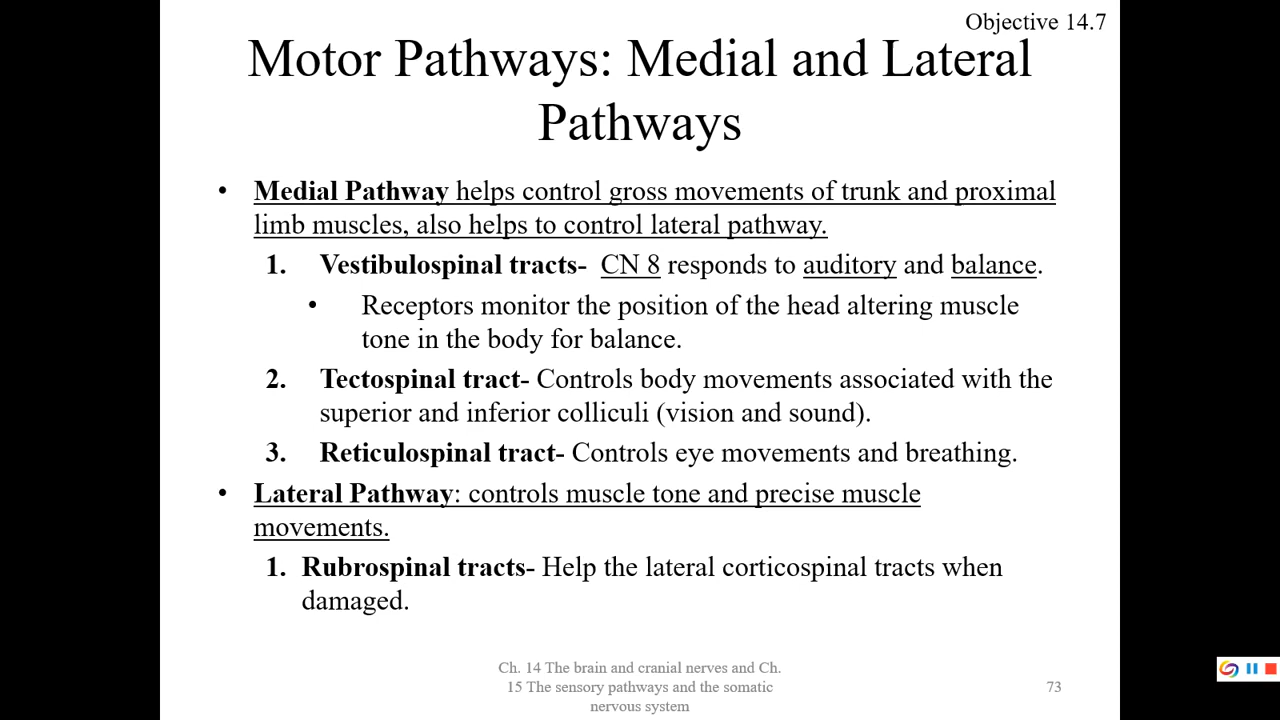 Objective 14.7
Motor Pathways: Medial and Lateral
Pathways
• Medial Pathway helps control gross movements of trunk and proximal
limb muscles, also helps to control lateral pathway.
1. Vestibulospinal tracts- CN 8 responds to auditory and balance.
• Receptors monitor the position of the head altering muscle
tone in the body for balance.
2. Tectospinal tract- Controls body movements associated with the
superior and inferior colliculi (vision and sound).
3. Reticulospinal tract- Controls eye movements and breathing.
• Lateral Pathway: controls muscle tone and precise muscle
movements.
1. Rubrospinal tracts- Help the lateral corticospinal tracts when
damaged.
Ch. 14 The brain and cranial nerves and Ch.
15 The sensory pathways and the somatic
nervous system
73